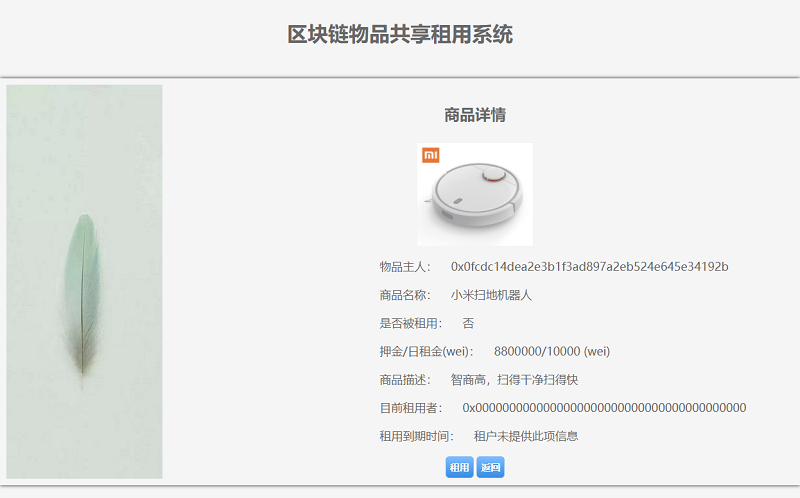 区块链物品共享租用系统
商品详情
mi
物品主人： 0x0fcdc14dea2e3b1f3ad897a2eb524e645e34192b
商品名称： 小米扫地机器人
是否被租用： 否
押金/日租金(wei)： 8800000/10000 (wei)
商品描述： 智商高，扫得干净扫得快
目前租用者： 0x0000000000000000000000000000000000000000
租用到期时间： 租户未提供此项信息
租用 返回